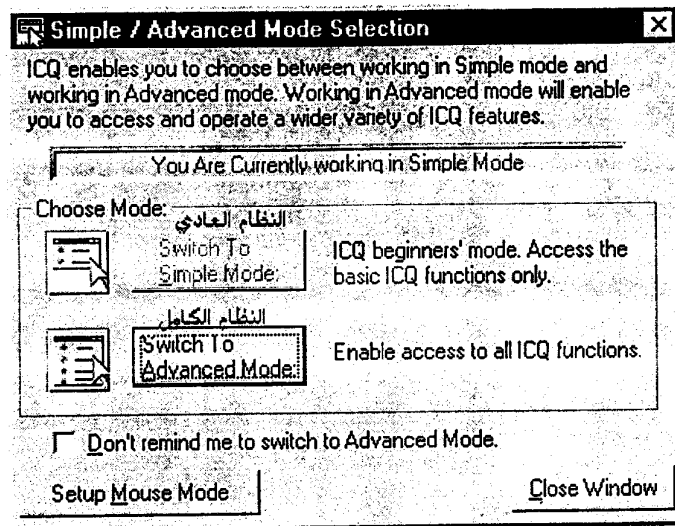 Simple / Advanced Mode Selection
ICQ enables you to choose between working in Simple mode and
working in Advanced mode. Working in Advanced mode will enable
you to access and operate a wider variety of ICQ features.
You Are Currently working in Simple Mode
Choose Mode:
النظام العادي
Switch To
Simple Mode:
ICQ beginners' mode. Access the
basic ICQ functions only.
النظام الكامل
Switch To
Advanced Mode:
Enable access to all ICQ functions.
Don't remind me to switch to Advanced Mode.
Setup Mouse Mode
Close Window